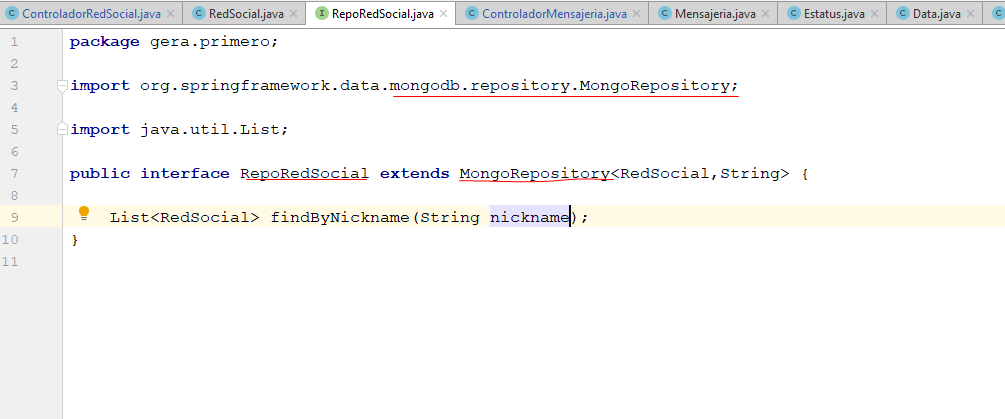 ControladorRedSocial.java RedSocial.java RepoRedSocial.java ControladorMensajeria.java Mensajeria.java Estatus.java Data.java
1 package gera.primero;
2
3 import org.springframework.data.mongodb.repository.MongoRepository;
4
5 import java.util.List;
6
7 public interface RepoRedSocial extends MongoRepository<RedSocial,String> {
8
9 List<RedSocial> findByNickname(String nickname);
10 }
11